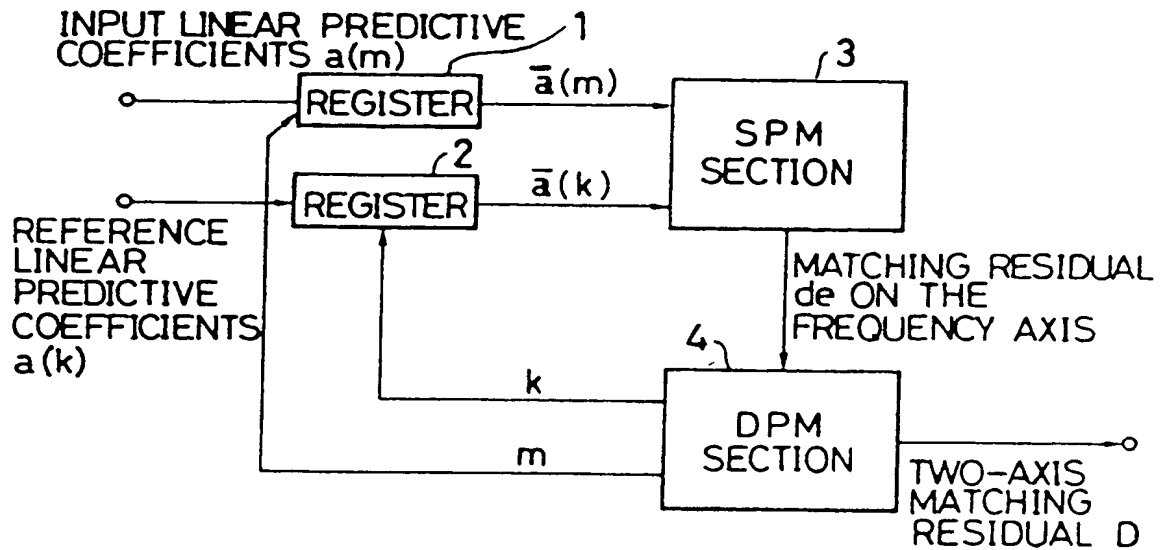 INPUT LINEAR PREDICTIVE
COEFFICIENTS a(m)
1
REGISTER
a̅(m)
3
SPM
SECTION
2
REGISTER
a̅(k)
REFERENCE
LINEAR
PREDICTIVE
COEFFICIENTS
a(k)
MATCHING RESIDUAL
de ON THE
FREQUENCY AXIS
4
k
DPM
SECTION
m
TWO-AXIS
MATCHING
RESIDUAL D